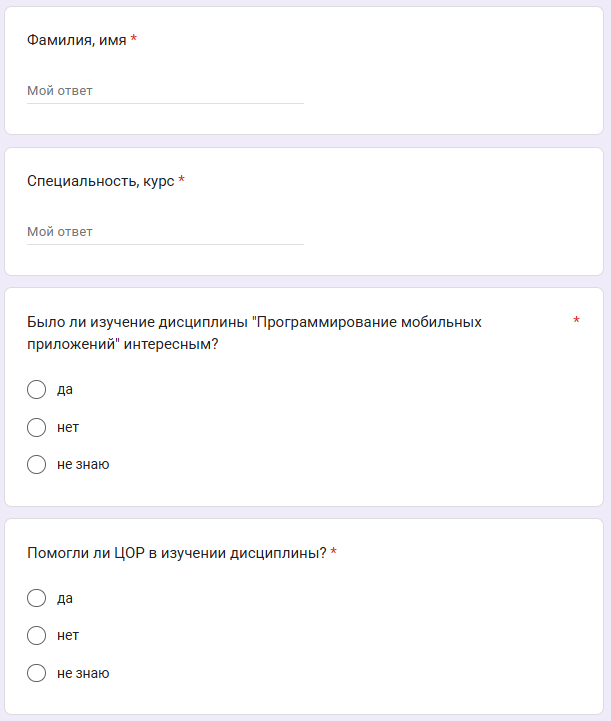 Фамилия, имя *
Мой ответ
Специальность, курс *
Мой ответ
Было ли изучение дисциплины "Программирование мобильных *
приложений" интересным?
да
нет
не знаю
Помогли ли ЦОР в изучении дисциплины? *
да
нет
не знаю